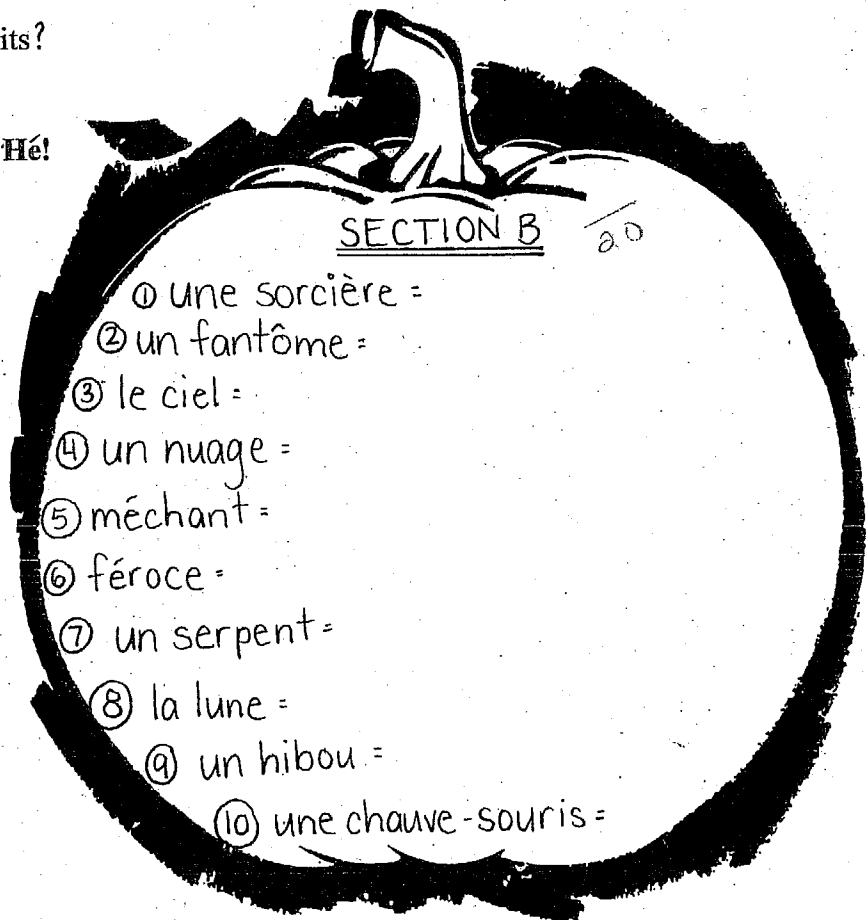 its?
Hé!
SECTION B /20
① une sorcière =
② un fantôme =
③ le ciel =
④ un nuage =
⑤ méchant =
⑥ féroce =
⑦ un serpent =
⑧ la lune =
⑨ un hibou =
⑩ une chauve-souris =